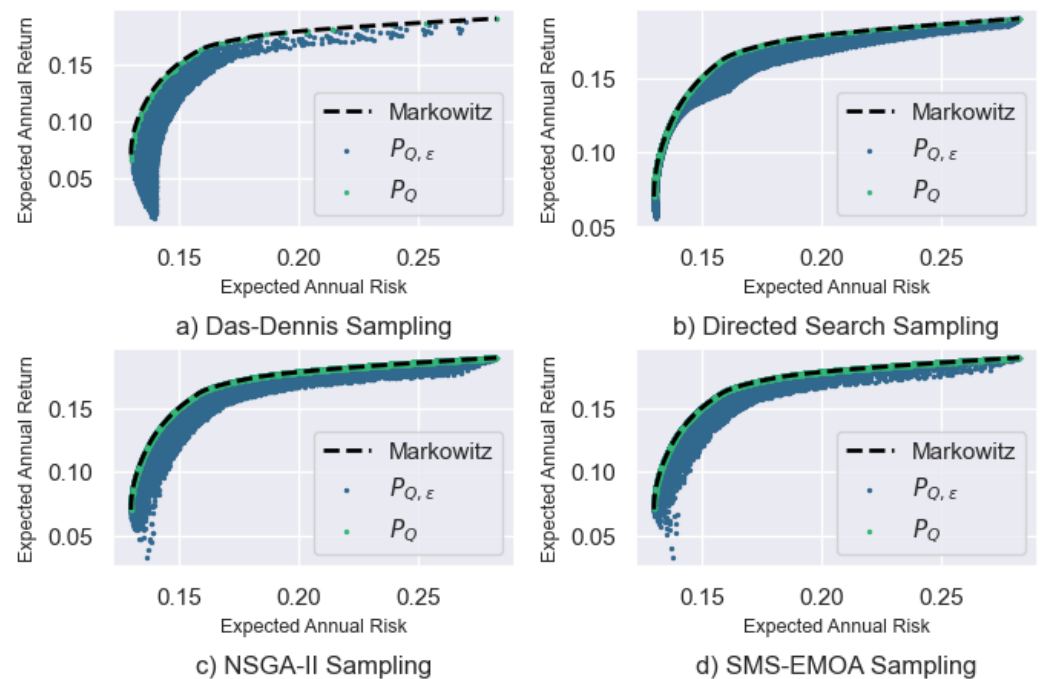 Expected Annual Return
0.15
0.10
0.05
Markowitz
P_{Q, ε}
P_Q
0.15 0.20 0.25
Expected Annual Risk
a) Das-Dennis Sampling
Expected Annual Return
0.15
0.10
0.05
Markowitz
P_{Q, ε}
P_Q
0.15 0.20 0.25
Expected Annual Risk
b) Directed Search Sampling
Expected Annual Return
0.15
0.10
0.05
Markowitz
P_{Q, ε}
P_Q
0.15 0.20 0.25
Expected Annual Risk
c) NSGA-II Sampling
Expected Annual Return
0.15
0.10
0.05
Markowitz
P_{Q, ε}
P_Q
0.15 0.20 0.25
Expected Annual Risk
d) SMS-EMOA Sampling